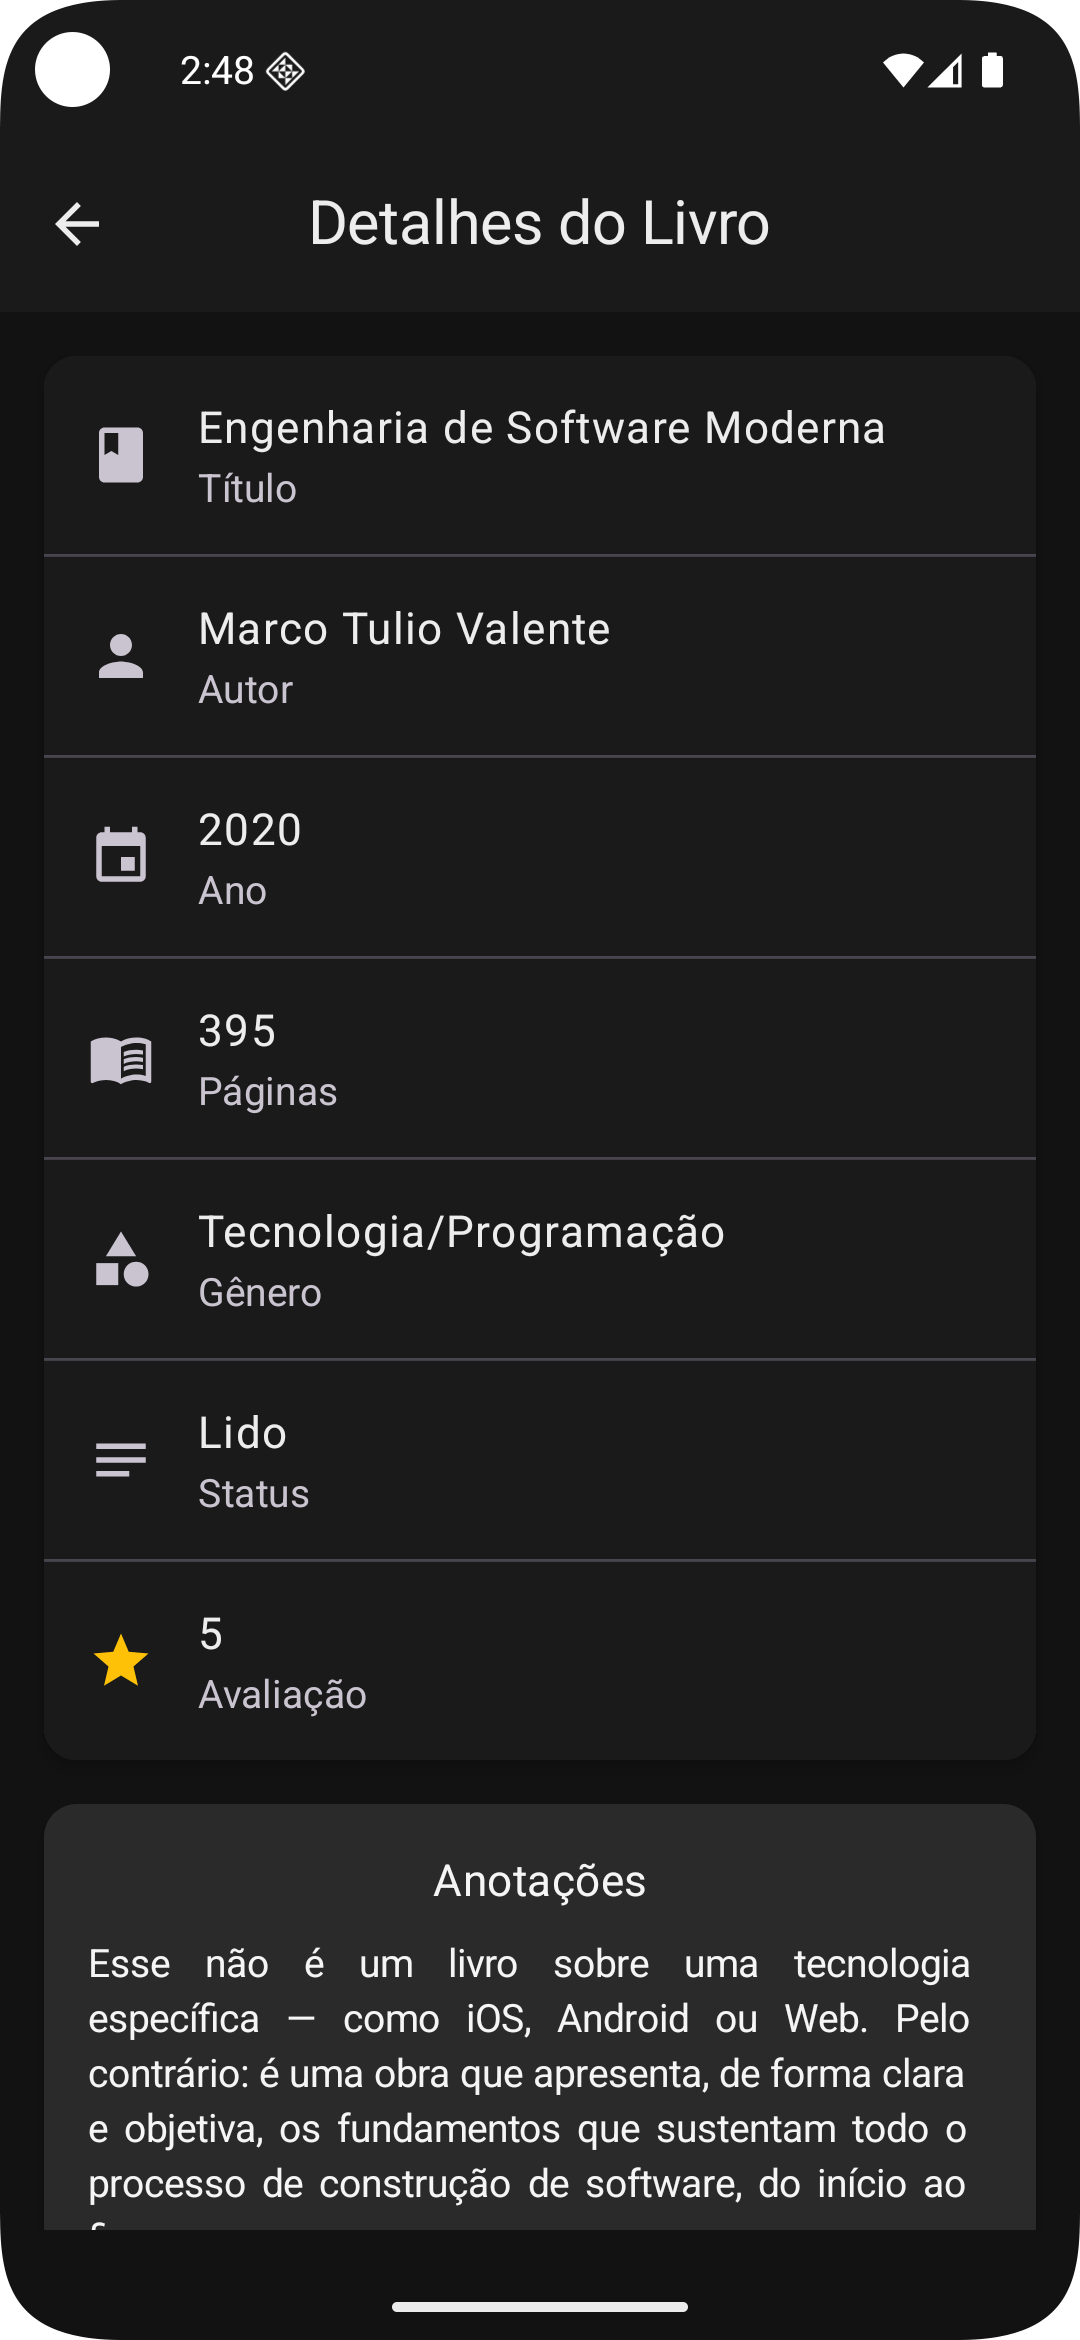 2:48
Detalhes do Livro
Engenharia de Software Moderna
Título
Marco Tulio Valente
Autor
2020
Ano
395
Páginas
Tecnologia/Programação
Gênero
Lido
Status
5
Avaliação
Anotações
Esse não é um livro sobre uma tecnologia
específica — como iOS, Android ou Web. Pelo
contrário: é uma obra que apresenta, de forma clara
e objetiva, os fundamentos que sustentam todo o
processo de construção de software, do início ao